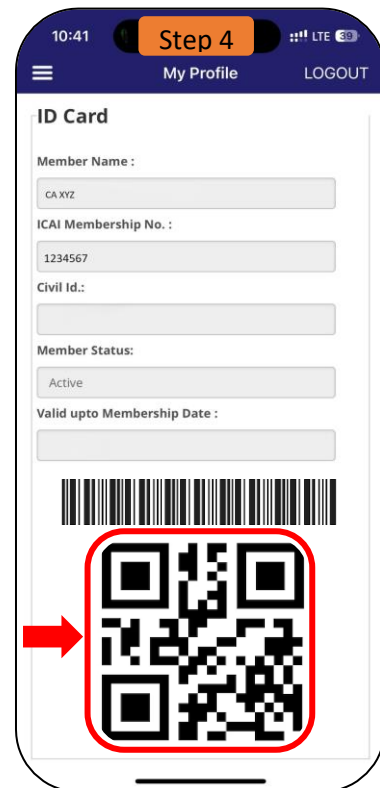 10:41 Step 4 LTE 39
My Profile LOGOUT
ID Card
Member Name :
CA XYZ
ICAI Membership No. :
1234567
Civil Id.:
Member Status:
Active
Valid upto Membership Date :